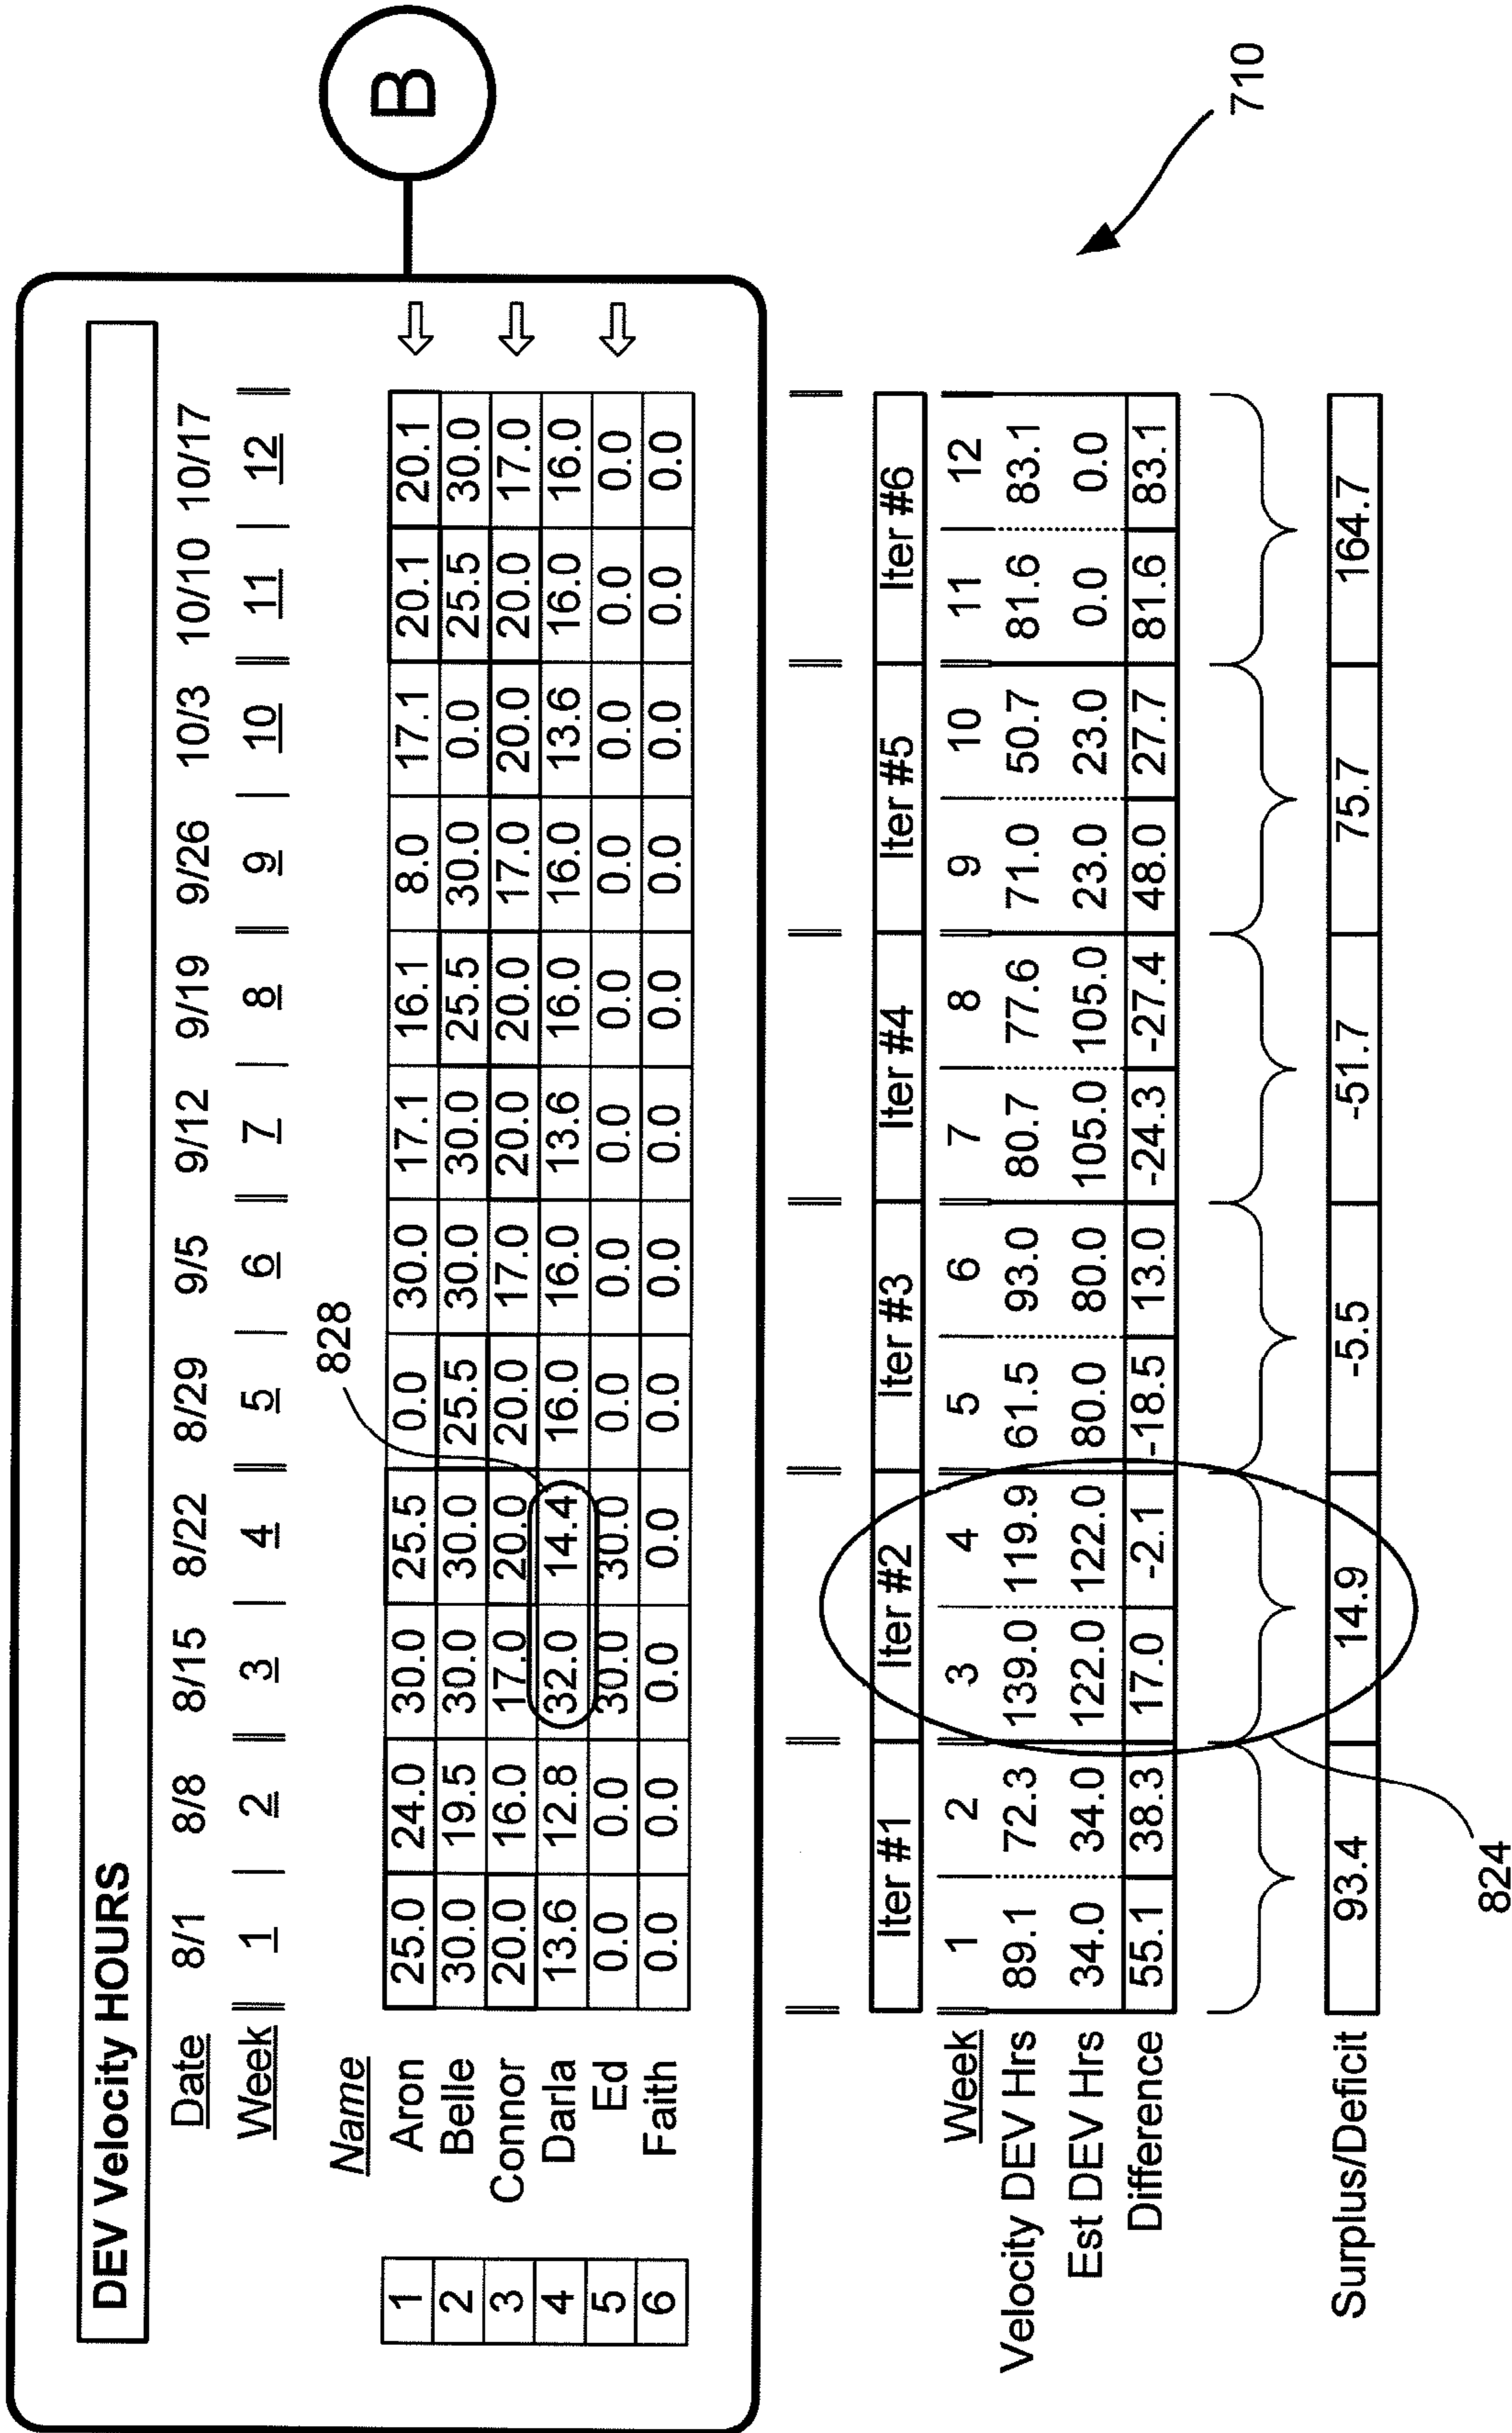 DEV Velocity HOURS
Date 8/1 8/8 8/15 8/22 8/29 9/5 9/12 9/19 9/26 10/3 10/10 10/17
Week 1 2 3 4 5 6 7 8 9 10 11 12
828
Name
1 Aron 25.0 24.0 30.0 25.5 0.0 30.0 17.1 16.1 8.0 17.1 20.1 20.1
2 Belle 30.0 19.5 30.0 30.0 25.5 30.0 30.0 25.5 30.0 0.0 25.5 30.0
3 Connor 20.0 16.0 17.0 20.0 20.0 17.0 20.0 20.0 17.0 20.0 20.0 17.0
4 Darla 13.6 12.8 32.0 14.4 16.0 16.0 13.6 16.0 16.0 13.6 16.0 16.0
5 Ed 0.0 0.0 30.0 30.0 0.0 0.0 0.0 0.0 0.0 0.0 0.0 0.0
6 Faith 0.0 0.0 0.0 0.0 0.0 0.0 0.0 0.0 0.0 0.0 0.0 0.0
B
Iter #1 Iter #2 Iter #3 Iter #4 Iter #5 Iter #6
Week 1 2 3 4 5 6 7 8 9 10 11 12
Velocity DEV Hrs 89.1 72.3 139.0 119.9 61.5 93.0 80.7 77.6 71.0 50.7 81.6 83.1
Est DEV Hrs 34.0 34.0 122.0 122.0 80.0 80.0 105.0 105.0 23.0 23.0 0.0 0.0
Difference 55.1 38.3 17.0 -2.1 -18.5 13.0 -24.3 -27.4 48.0 27.7 81.6 83.1
710
Surplus/Deficit 93.4 14.9 -5.5 -51.7 75.7 164.7
824